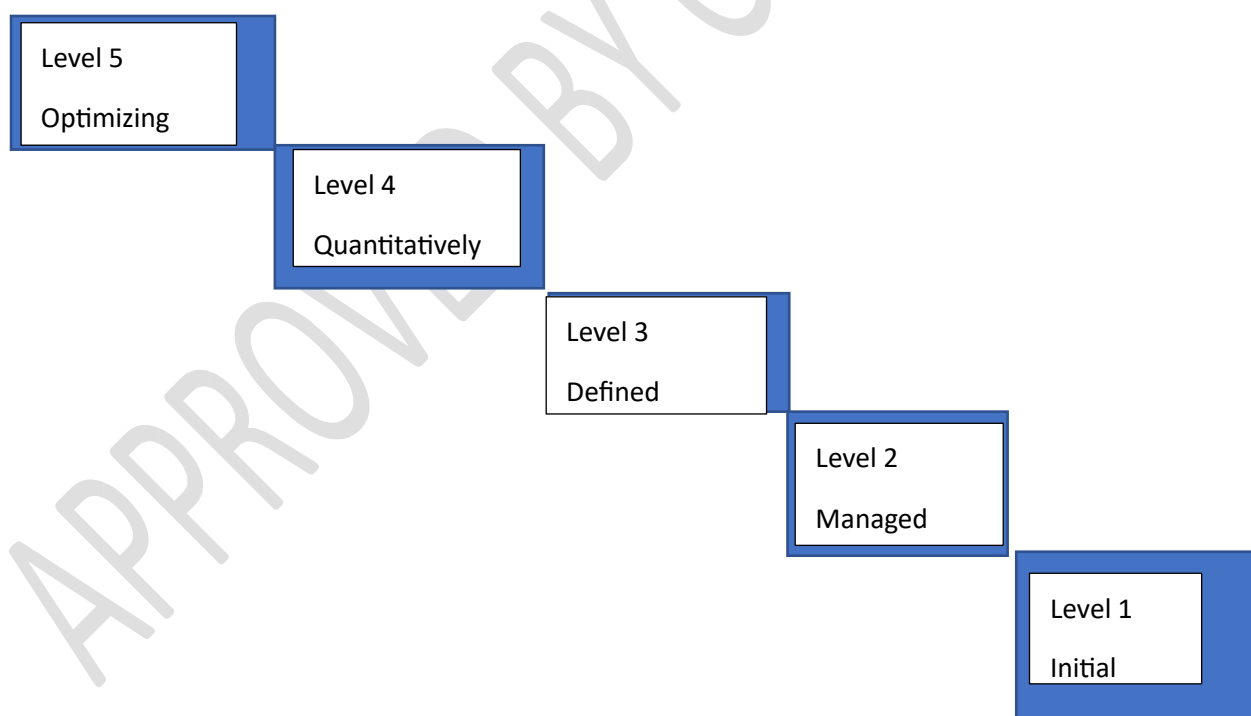 Level 5
Optimizing
Level 4
Quantitatively
Level 3
Defined
Level 2
Managed
Level 1
Initial
APPROVED BY